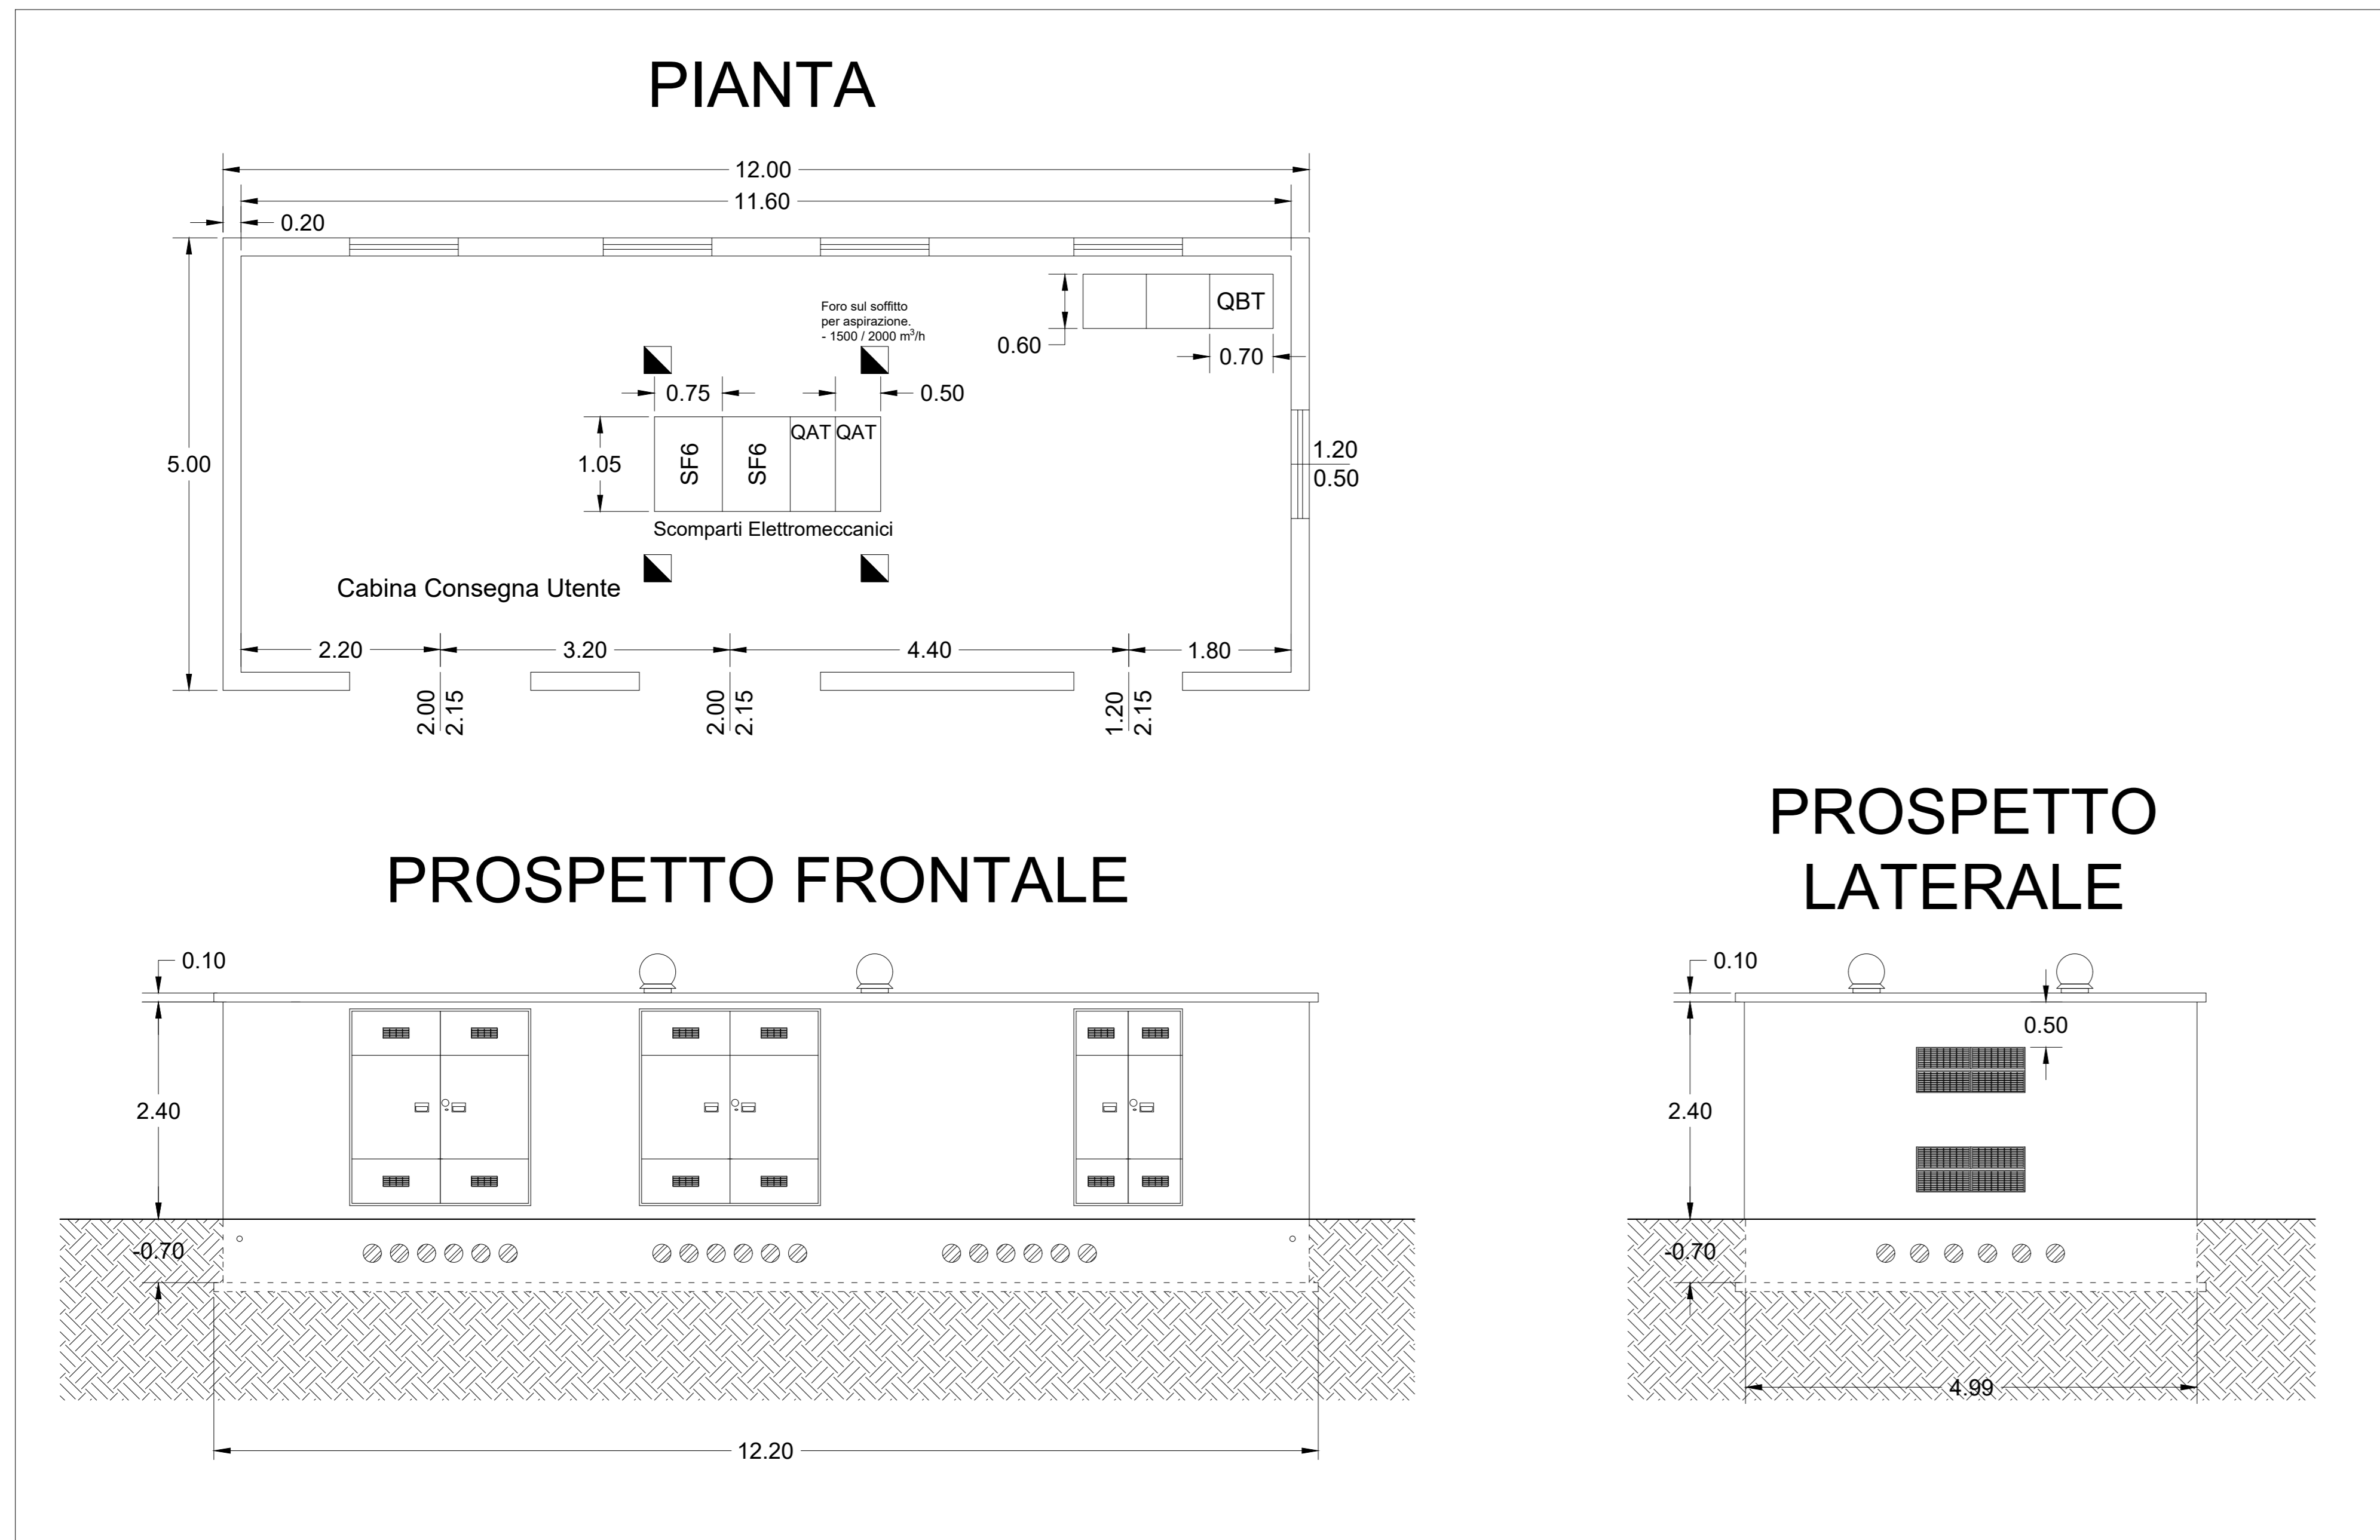 PIANTA
12.00
11.60
0.20
Foro sul soffitto
per aspirazione.
- 1500 / 2000 m³/h
QBT
0.60
0.70
0.75
0.50
SF6
SF6
QAT
QAT
1.05
5.00
1.20
0.50
Scomparti Elettromeccanici
Cabina Consegna Utente
2.20
3.20
4.40
1.80
2.00
2.15
2.00
2.15
1.20
2.15
PROSPETTO FRONTALE
0.10
2.40
-0.70
12.20
PROSPETTO
LATERALE
0.10
0.50
2.40
-0.70
4.99